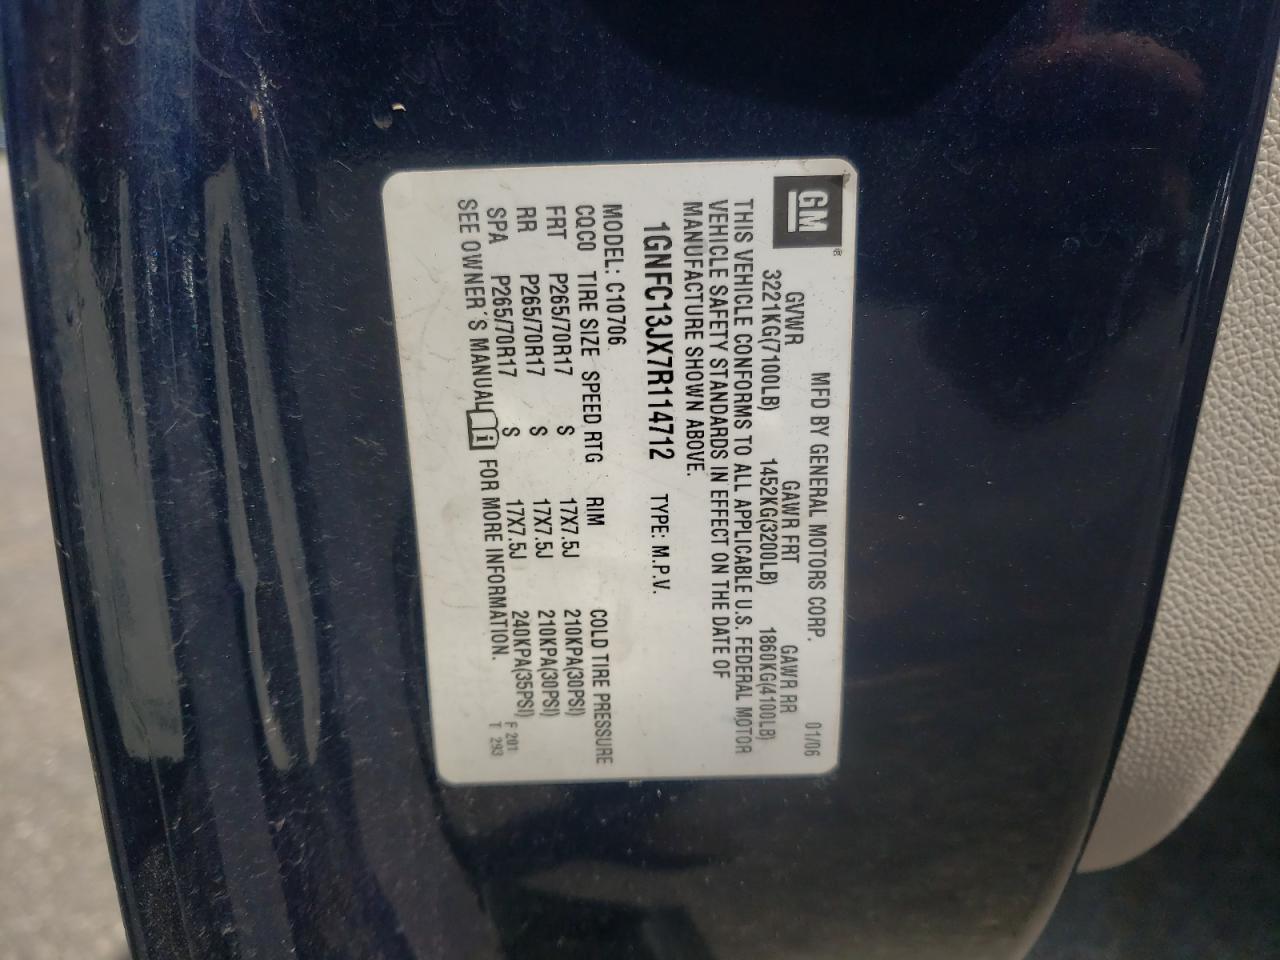 GM®
MFD BY GENERAL MOTORS CORP. 01/06
GVWR GAWR FRT GAWR RR
3221KG(7100LB) 1452KG(3200LB) 1860KG(4100LB)
THIS VEHICLE CONFORMS TO ALL APPLICABLE U.S. FEDERAL MOTOR
VEHICLE SAFETY STANDARDS IN EFFECT ON THE DATE OF
MANUFACTURE SHOWN ABOVE.
1GNFC13JX7R114712 TYPE: M.P.V.
MODEL: C10706
CQCO TIRE SIZE SPEED RTG RIM COLD TIRE PRESSURE
FRT P265/70R17 S 17X7.5J 210KPA(30PSI)
RR P265/70R17 S 17X7.5J 210KPA(30PSI)
SPA P265/70R17 S 17X7.5J 240KPA(35PSI)
SEE OWNER'S MANUAL i FOR MORE INFORMATION.
F 201
T 293